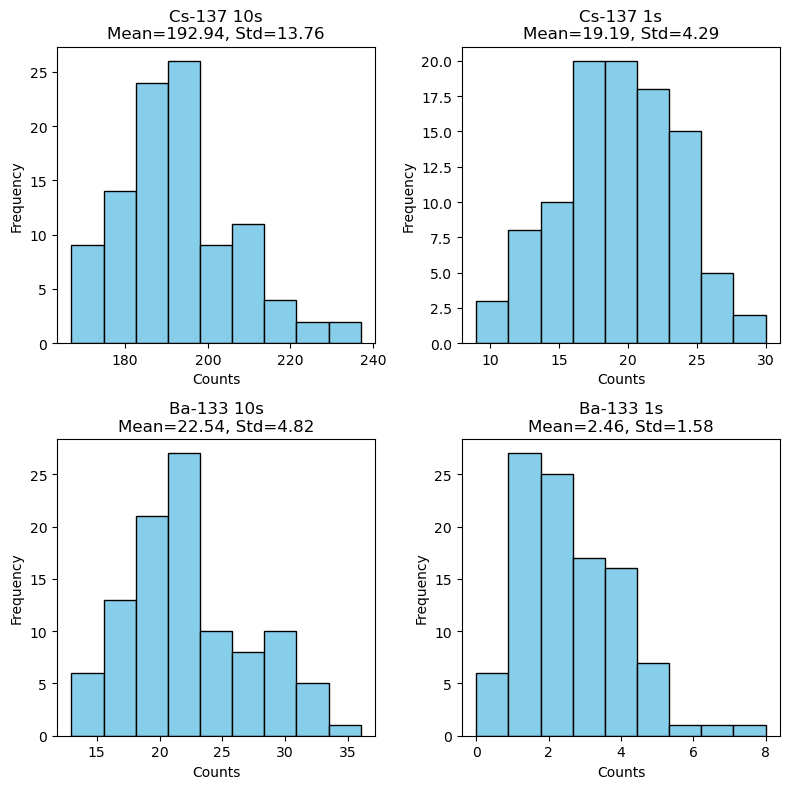 Cs-137 10s
Mean=192.94, Std=13.76
25
20
15
10
5
0
Frequency
180 200 220 240
Counts
Cs-137 1s
Mean=19.19, Std=4.29
20.0
17.5
15.0
12.5
10.0
7.5
5.0
2.5
0.0
Frequency
10 15 20 25 30
Counts
Ba-133 10s
Mean=22.54, Std=4.82
25
20
15
10
5
0
Frequency
15 20 25 30 35
Counts
Ba-133 1s
Mean=2.46, Std=1.58
25
20
15
10
5
0
Frequency
0 2 4 6 8
Counts